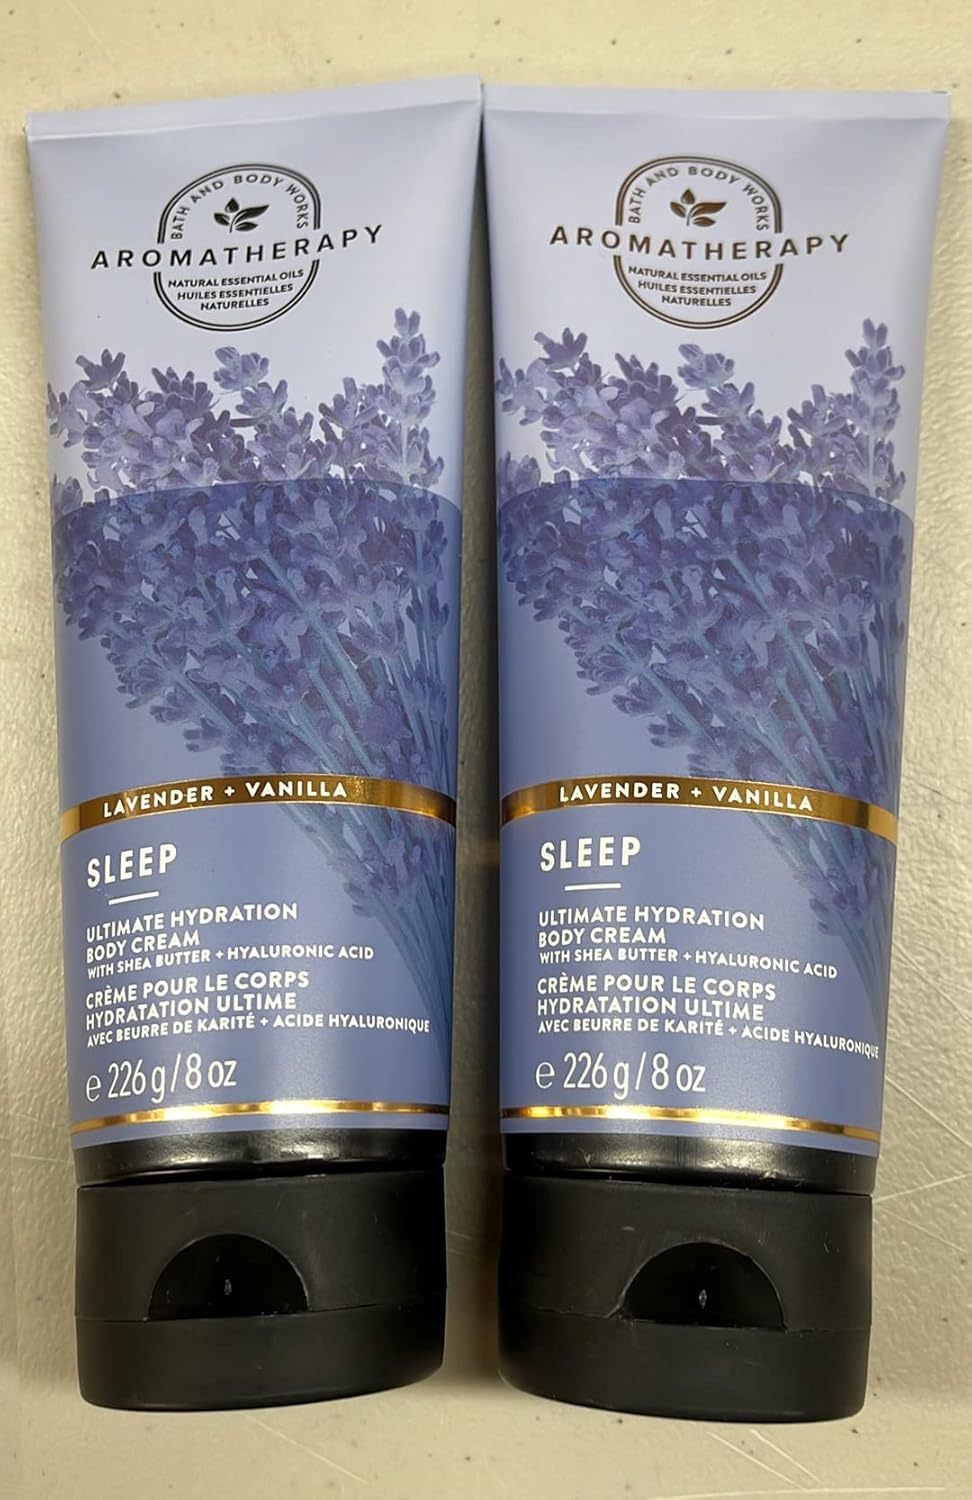 BATH AND BODY WORKS
AROMATHERAPY
NATURAL ESSENTIAL OILS
HUILES ESSENTIELLES
NATURELLES
LAVENDER + VANILLA
SLEEP
ULTIMATE HYDRATION
BODY CREAM
WITH SHEA BUTTER + HYALURONIC ACID
CRÈME POUR LE CORPS
HYDRATATION ULTIME
AVEC BEURRE DE KARITÉ + ACIDE HYALURONIQUE
e 226 g / 8 oz
BATH AND BODY WORKS
AROMATHERAPY
NATURAL ESSENTIAL OILS
HUILES ESSENTIELLES
NATURELLES
LAVENDER + VANILLA
SLEEP
ULTIMATE HYDRATION
BODY CREAM
WITH SHEA BUTTER + HYALURONIC ACID
CRÈME POUR LE CORPS
HYDRATATION ULTIME
AVEC BEURRE DE KARITÉ + ACIDE HYALURONIQUE
e 226 g / 8 oz